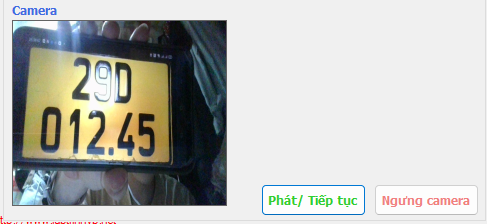 Camera
29D
012.45
Phát/ Tiếp tục
Ngưng camera